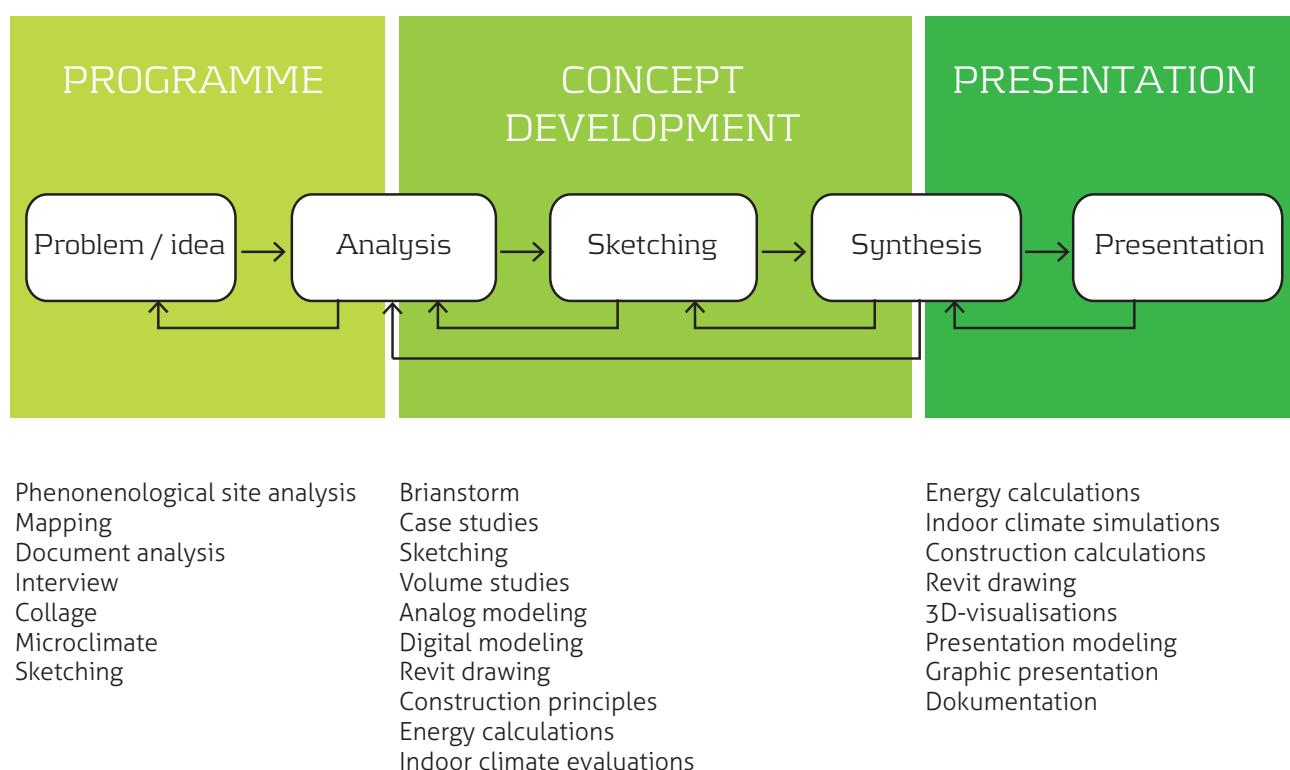 PROGRAMME
CONCEPT
DEVELOPMENT
PRESENTATION
Problem / idea
Analysis
Sketching
Synthesis
Presentation
Phenonenological site analysis
Mapping
Document analysis
Interview
Collage
Microclimate
Sketching
Brianstorm
Case studies
Sketching
Volume studies
Analog modeling
Digital modeling
Revit drawing
Construction principles
Energy calculations
Indoor climate evaluations
Energy calculations
Indoor climate simulations
Construction calculations
Revit drawing
3D-visualisations
Presentation modeling
Graphic presentation
Dokumentation